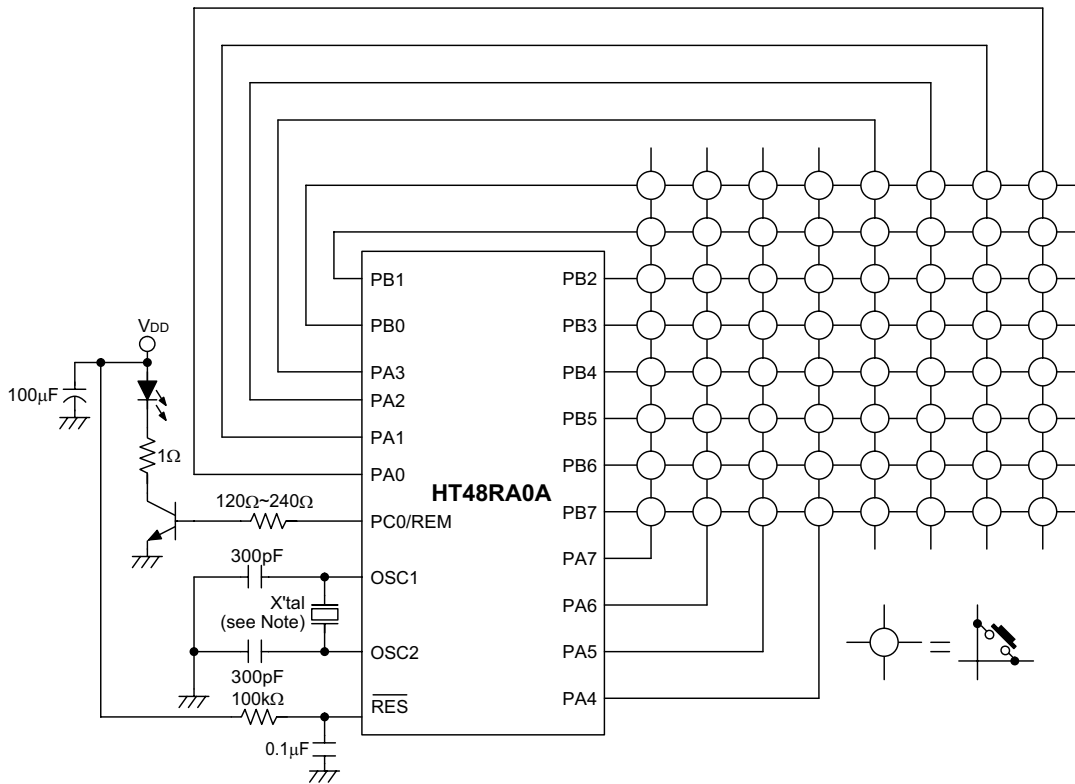 PB1
PB2
PB0
PB3
VDD
PA3
PB4
100μF
PA2
PA1
PB5
1Ω
PA0
PB6
HT48RA0A
120Ω~240Ω
PC0/REM
PB7
300pF
PA7
OSC1
X'tal
(see Note)
PA6
OSC2
PA5
300pF
100kΩ
RES
PA4
0.1μF